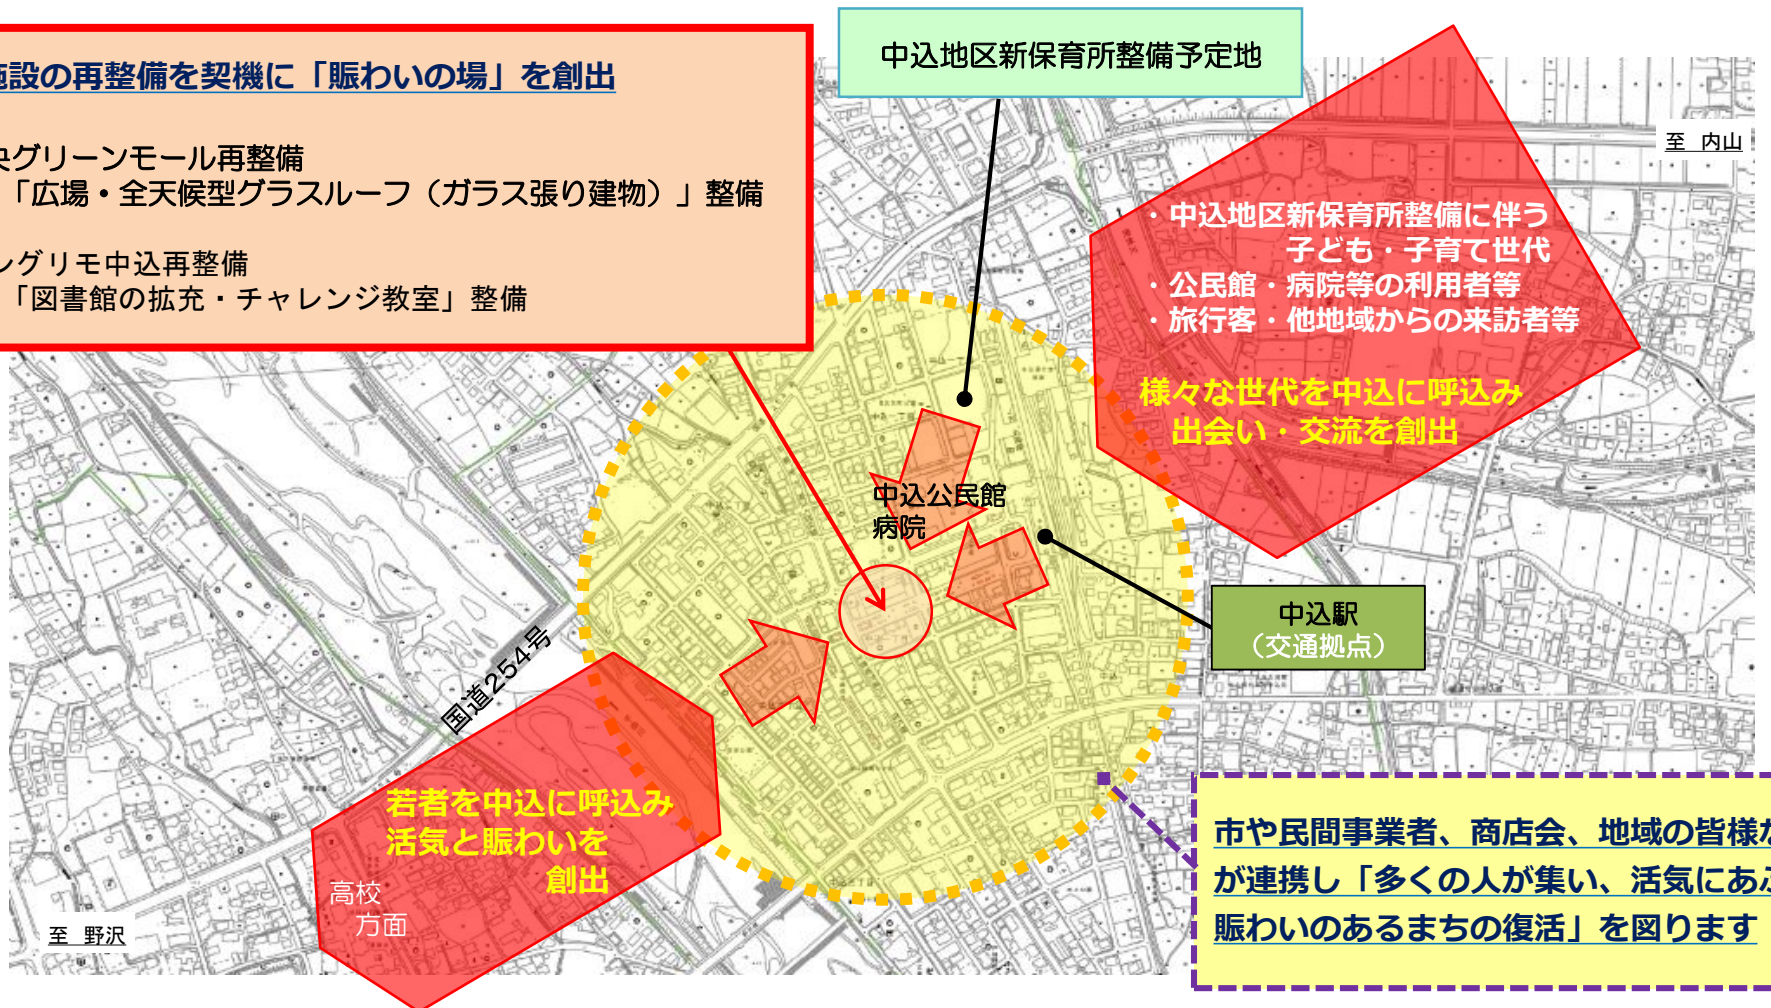 施設の再整備を契機に「賑わいの場」を創出
央グリーンモール再整備
「広場・全天候型グラスルーフ（ガラス張り建物）」整備
ングリモ中込再整備
「図書館の拡充・チャレンジ教室」整備
中込地区新保育所整備予定地
至 内山
・中込地区新保育所整備に伴う
子ども・子育て世代
・公民館・病院等の利用者等
・旅行客・他地域からの来訪者等
様々な世代を中込に呼込み
出会い・交流を創出
中込公民館
病院
中込駅
（交通拠点）
国道254号
若者を中込に呼込み
活気と賑わいを
創出
高校
方面
至 野沢
市や民間事業者、商店会、地域の皆様な
が連携し「多くの人が集い、活気にあふ
賑わいのあるまちの復活」を図ります